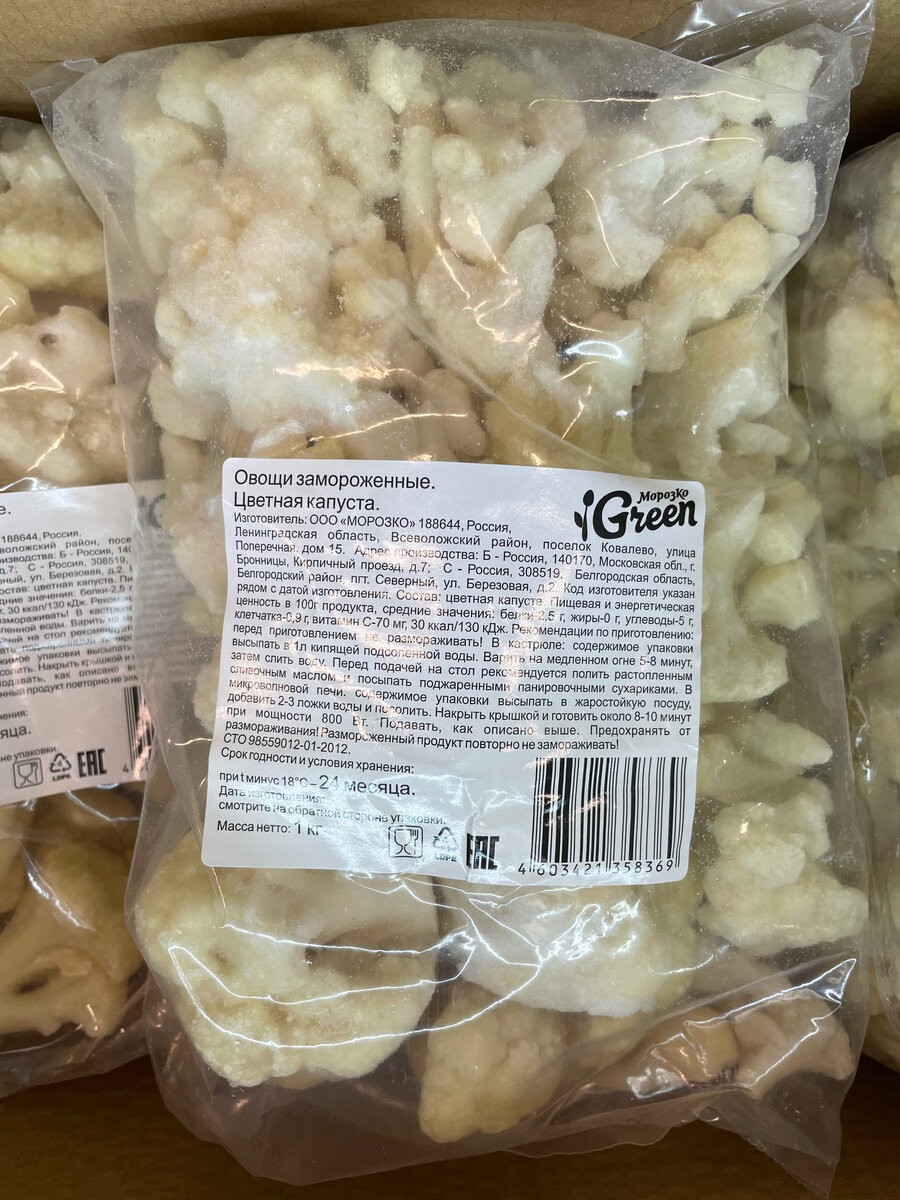 Овощи замороженные.
Цветная капуста.
Морозко
Green
Изготовитель: ООО «МОРОЗКО» 188644, Россия,
Ленинградская область, Всеволожский район, поселок Ковалево, улица
Поперечная, дом 15. Адрес производства: Б - Россия, 140170, Московская обл., г.
Бронницы, Кирпичный проезд, д.7; С - Россия, 308519, Белгородская область,
Белгородский район, пгт. Северный, ул. Березовая, д.2. Код изготовителя указан
рядом с датой изготовления. Состав: цветная капуста. Пищевая и энергетическая
ценность в 100г продукта, средние значения: белки-2,5 г, жиры-0 г, углеводы-5 г,
клетчатка-0,9 г, витамин С-70 мг, 30 ккал/130 кДж. Рекомендации по приготовлению:
перед приготовлением не размораживать! В кастрюле: содержимое упаковки
высыпать в 1л кипящей подсоленной воды. Варить на медленном огне 5-8 минут,
затем слить воду. Перед подачей на стол рекомендуется полить растопленным
сливочным маслом и посыпать поджаренными панировочными сухариками. В
микроволновой печи: содержимое упаковки высыпать в жаростойкую посуду,
добавить 2-3 ложки воды и посолить. Накрыть крышкой и готовить около 8-10 минут
при мощности 800 Вт. Подавать, как описано выше. Предохранять от
размораживания! Размороженный продукт повторно не замораживать!
СТО 98559012-01-2012.
Срок годности и условия хранения:
при t минус 18°С – 24 месяца.
Дата изготовления:
смотрите на обратной стороне упаковки.
Масса нетто: 1 кг
LDPE
EAC
4 603421 358369